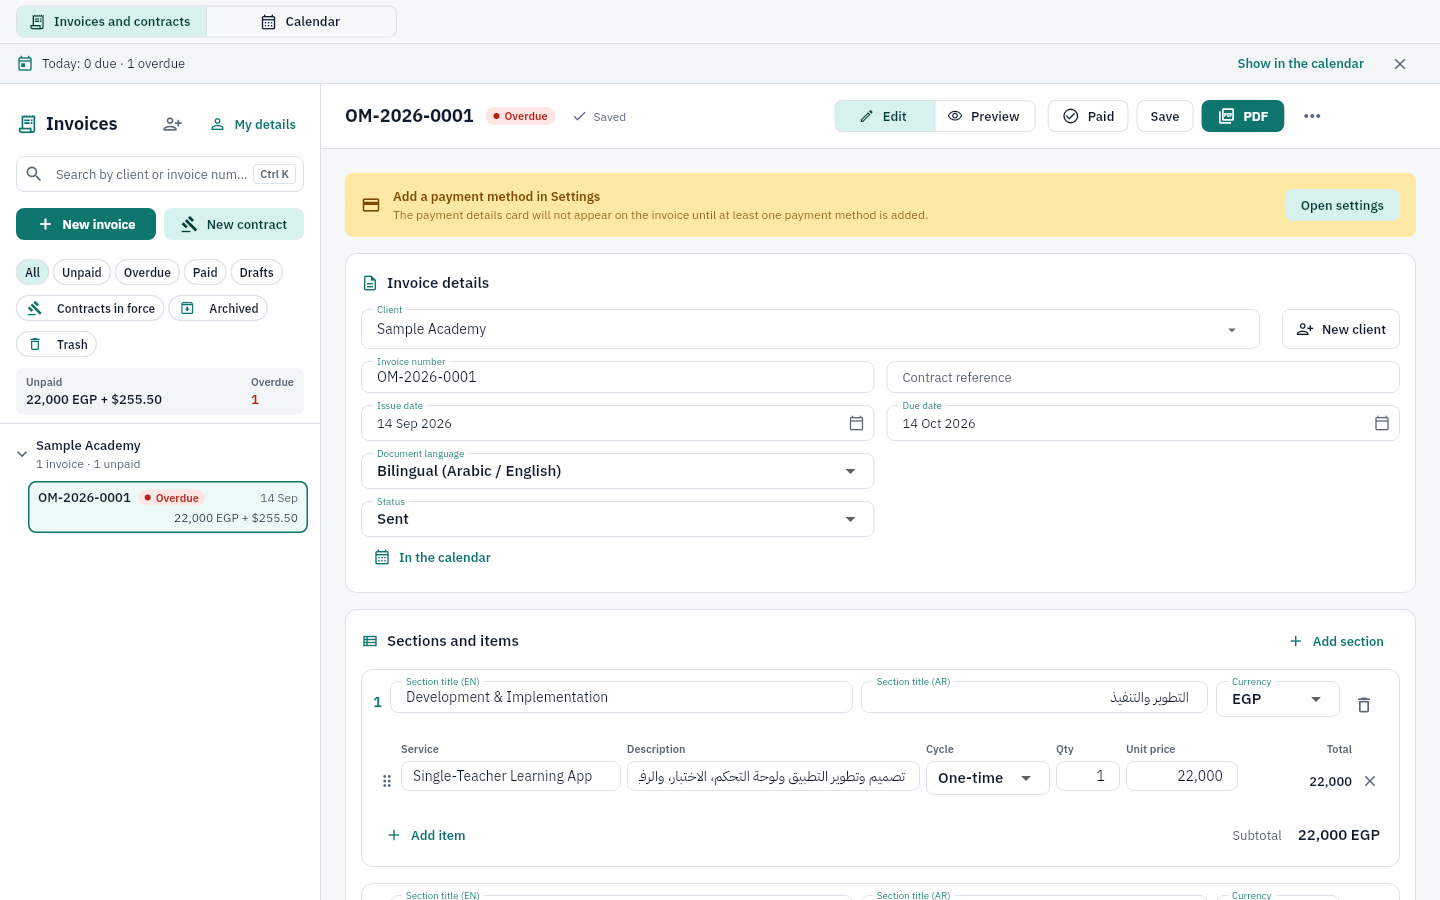 Invoices and contracts
Calendar
Today: 0 due · 1 overdue
Show in the calendar
Invoices
My details
Search by client or invoice num...
Ctrl K
New invoice
New contract
All
Unpaid
Overdue
Paid
Drafts
Contracts in force
Archived
Trash
Unpaid
Overdue
22,000 EGP + $255.50
1
Sample Academy
1 invoice · 1 unpaid
OM-2026-0001
Overdue
14 Sep
22,000 EGP + $255.50
OM-2026-0001
Overdue
Saved
Edit
Preview
Paid
Save
PDF
Add a payment method in Settings
The payment details card will not appear on the invoice until at least one payment method is added.
Open settings
Invoice details
Client
Sample Academy
New client
Invoice number
OM-2026-0001
Contract reference
Issue date
14 Sep 2026
Due date
14 Oct 2026
Document language
Bilingual (Arabic / English)
Status
Sent
In the calendar
Sections and items
Add section
1
Section title (EN)
Development & Implementation
Section title (AR)
التطوير والتنفيذ
Currency
EGP
Service
Description
Cycle
Qty
Unit price
Total
Single-Teacher Learning App
تصميم وتطوير التطبيق ولوحة التحكم، الاختبار، والرف
One-time
1
22,000
22,000
Add item
Subtotal
22,000 EGP
Section title (EN)
Section title (AR)
Currency